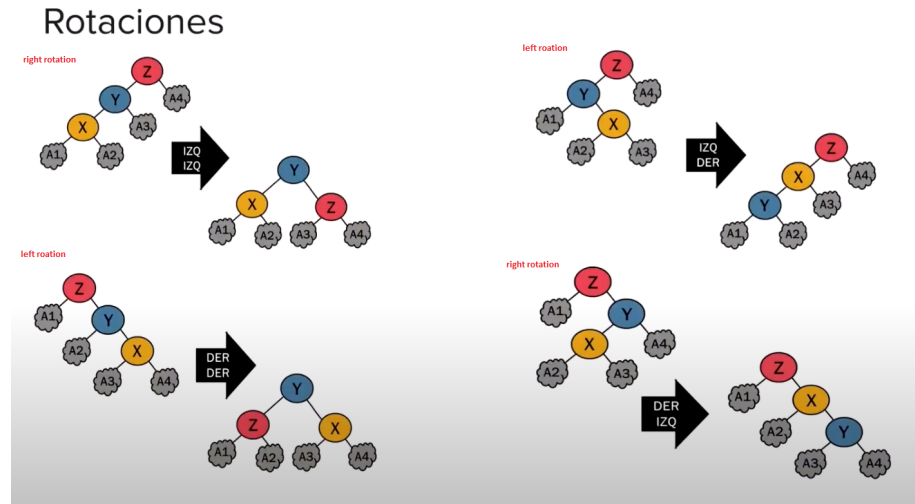 Rotaciones
right rotation
Z
Y
A4
X
A3
A1
A2
IZQ
IZQ
Y
X
Z
A1
A2
A3
A4
left roation
Z
Y
A4
A1
X
A2
A3
IZQ
DER
Z
X
A4
Y
A3
A1
A2
left roation
Z
A1
Y
A2
X
A3
A4
DER
DER
Y
Z
X
A1
A2
A3
A4
right rotation
Z
A1
Y
X
A4
A2
A3
DER
IZQ
Z
A1
X
A2
Y
A3
A4